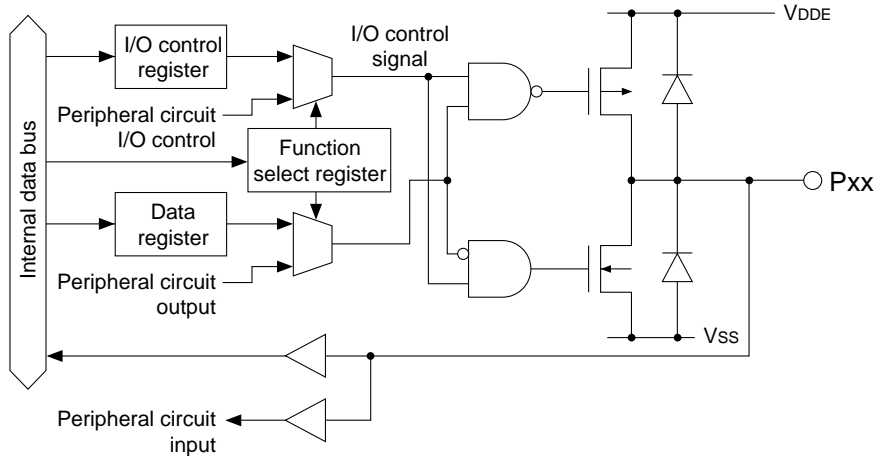 VDDE
I/O control
register
I/O control
signal
Peripheral circuit
I/O control
Function
select register
Internal data bus
Pxx
Data
register
Peripheral circuit
output
VSS
Peripheral circuit
input